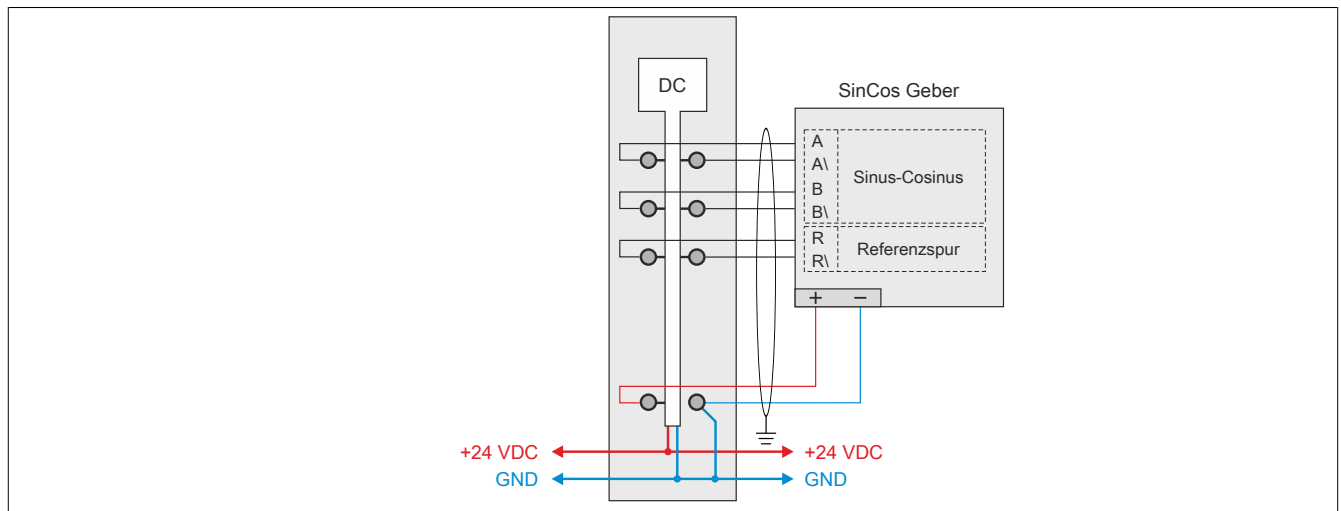 DC
SinCos Geber
A
A\
B
B\
Sinus-Cosinus
R
R\
Referenzspur
+ −
+24 VDC
+24 VDC
GND
GND